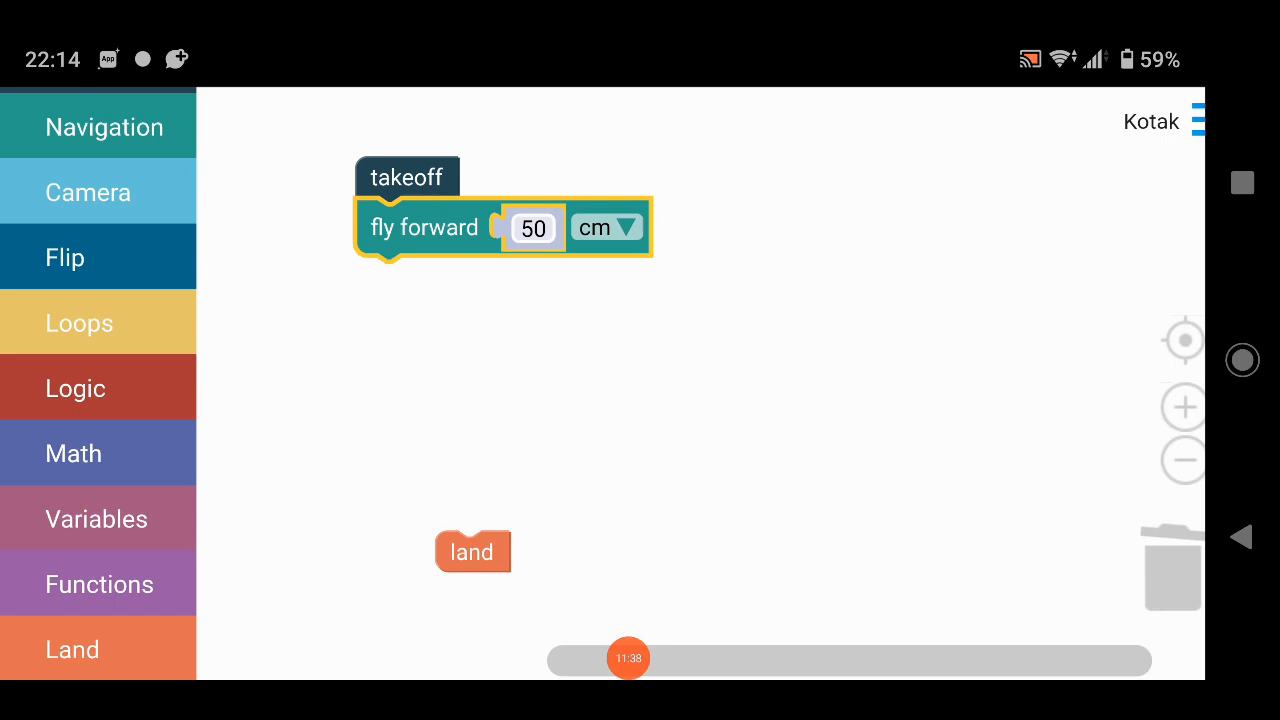 22:14
App
59%
Navigation
Camera
Flip
Loops
Logic
Math
Variables
Functions
Land
Kotak
takeoff
fly forward 50 cm
land
11:38